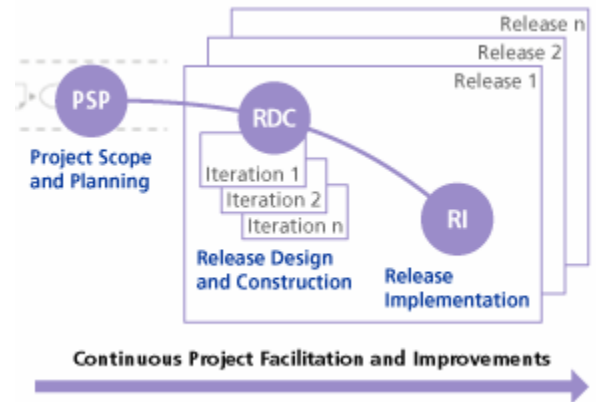 Release n
Release 2
Release 1
PSP
RDC
Project Scope
and Planning
Iteration 1
Iteration 2
Iteration n
RI
Release Design
and Construction
Release
Implementation
Continuous Project Facilitation and Improvements